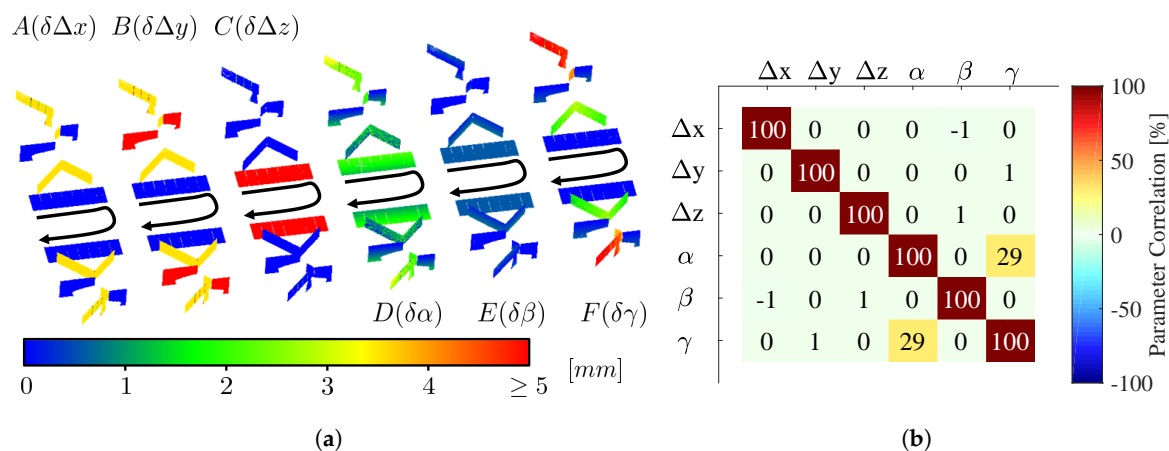 A(δΔx) B(δΔy) C(δΔz)
D(δα) E(δβ) F(δγ)
0 1 2 3 4 ≥ 5 [mm]
(a)
Δx Δy Δz α β γ
Δx 100 0 0 0 -1 0
Δy 0 100 0 0 0 1
Δz 0 0 100 0 1 0
α 0 0 0 100 0 29
β -1 0 1 0 100 0
γ 0 1 0 29 0 100
100
50
0
-50
-100
Parameter Correlation [%]
(b)